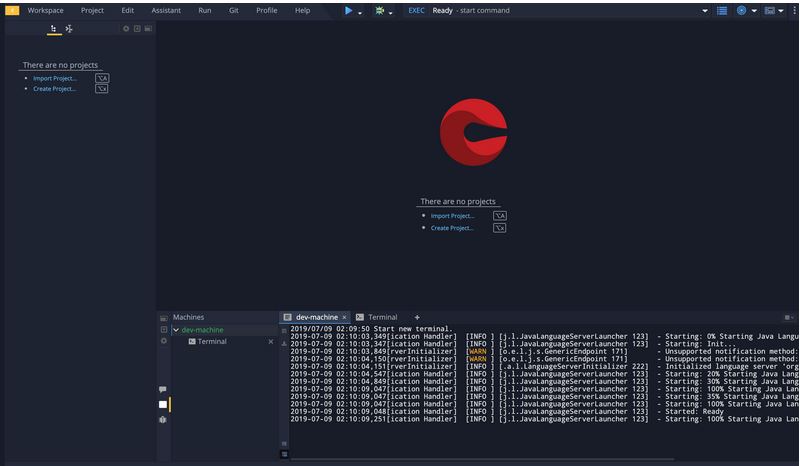 Workspace Project Edit Assistant Run Git Profile Help EXEC Ready - start command
There are no projects
Import Project... ⌥A
Create Project... ⌥x
There are no projects
Import Project... ⌥A
Create Project... ⌥x
Machines
dev-machine
Terminal
dev-machine × Terminal +
2019/07/09 02:09:50 Start new terminal.
2019-07-09 02:10:03,349[ication Handler] [INFO ] [j.l.JavaLanguageServerLauncher 123] - Starting: 0% Starting Java Langu
2019-07-09 02:10:03,347[ication Handler] [INFO ] [j.l.JavaLanguageServerLauncher 123] - Starting: Init...
2019-07-09 02:10:03,849[rverInitializer] [WARN ] [o.e.l.j.s.GenericEndpoint 171] - Unsupported notification method:
2019-07-09 02:10:04,150[rverInitializer] [WARN ] [o.e.l.j.s.GenericEndpoint 171] - Unsupported notification method:
2019-07-09 02:10:04,151[rverInitializer] [INFO ] [.a.l.LanguageServerInitializer 222] - Initialized language server 'org
2019-07-09 02:10:04,547[ication Handler] [INFO ] [j.l.JavaLanguageServerLauncher 123] - Starting: 20% Starting Java Lang
2019-07-09 02:10:04,849[ication Handler] [INFO ] [j.l.JavaLanguageServerLauncher 123] - Starting: 30% Starting Java Lang
2019-07-09 02:10:09,047[ication Handler] [INFO ] [j.l.JavaLanguageServerLauncher 123] - Starting: 100% Starting Java Lan
2019-07-09 02:10:09,047[ication Handler] [INFO ] [j.l.JavaLanguageServerLauncher 123] - Starting: 35% Starting Java Lang
2019-07-09 02:10:09,047[ication Handler] [INFO ] [j.l.JavaLanguageServerLauncher 123] - Starting: 100% Starting Java Lan
2019-07-09 02:10:09,048[ication Handler] [INFO ] [j.l.JavaLanguageServerLauncher 123] - Started: Ready
2019-07-09 02:10:09,251[ication Handler] [INFO ] [j.l.JavaLanguageServerLauncher 123] - Starting: 100% Starting Java Lan